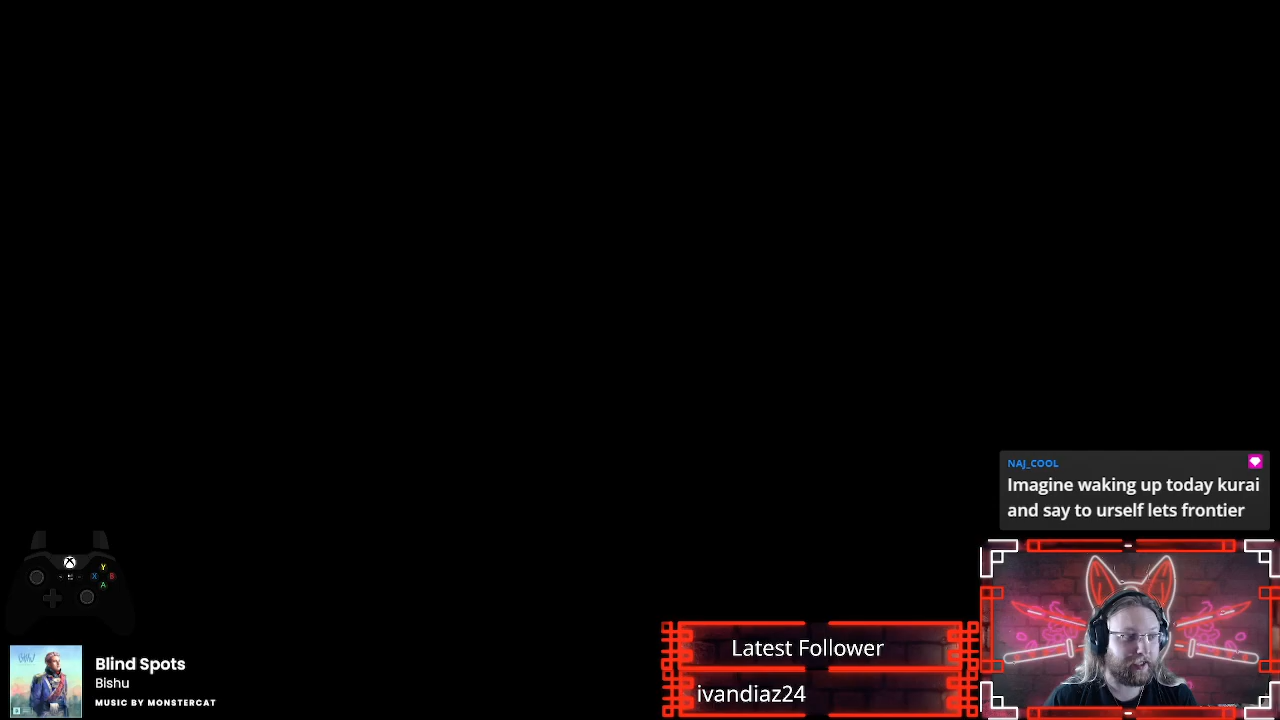 NAJ_COOL
Imagine waking up today kurai
and say to urself lets frontier
Latest Follower
ivandiaz24
Blind Spots
Bishu
MUSIC BY MONSTERCAT
Y
X
B
A